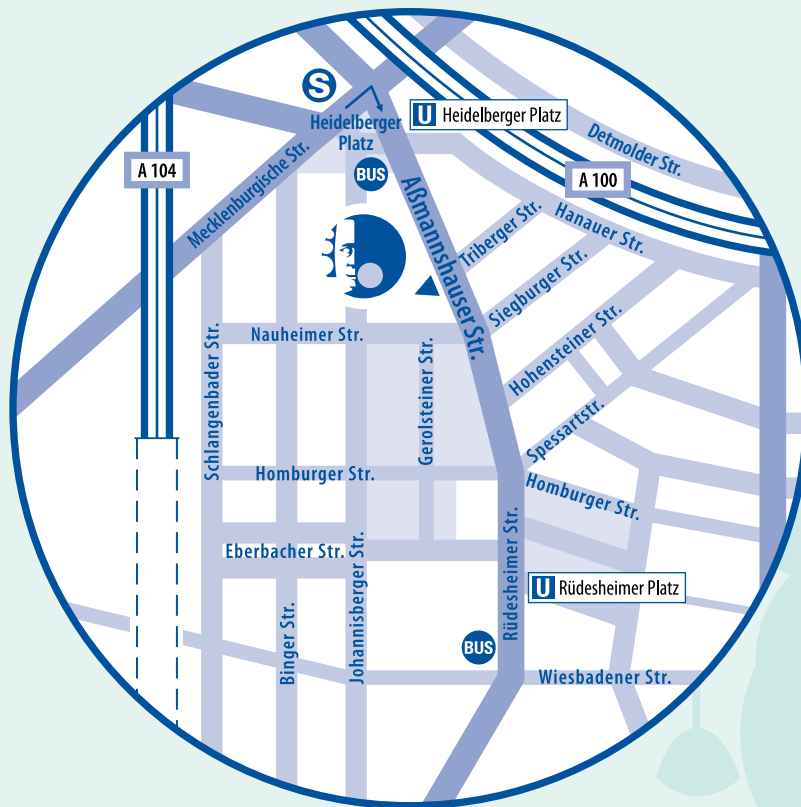 S
Heidelberger
Platz
U Heidelberger Platz
Detmolder Str.
A 104
Mecklenburgische Str.
BUS
Aßmannshauser Str.
A 100
Hanauer Str.
Triberger Str.
Siegburger Str.
Nauheimer Str.
Hohensteiner Str.
Schlangenbader Str.
Gerolsteiner Str.
Spessartstr.
Homburger Str.
Homburger Str.
Eberbacher Str.
Rüdesheimer Str.
U Rüdesheimer Platz
Binger Str.
Johannisberger Str.
BUS
Wiesbadener Str.